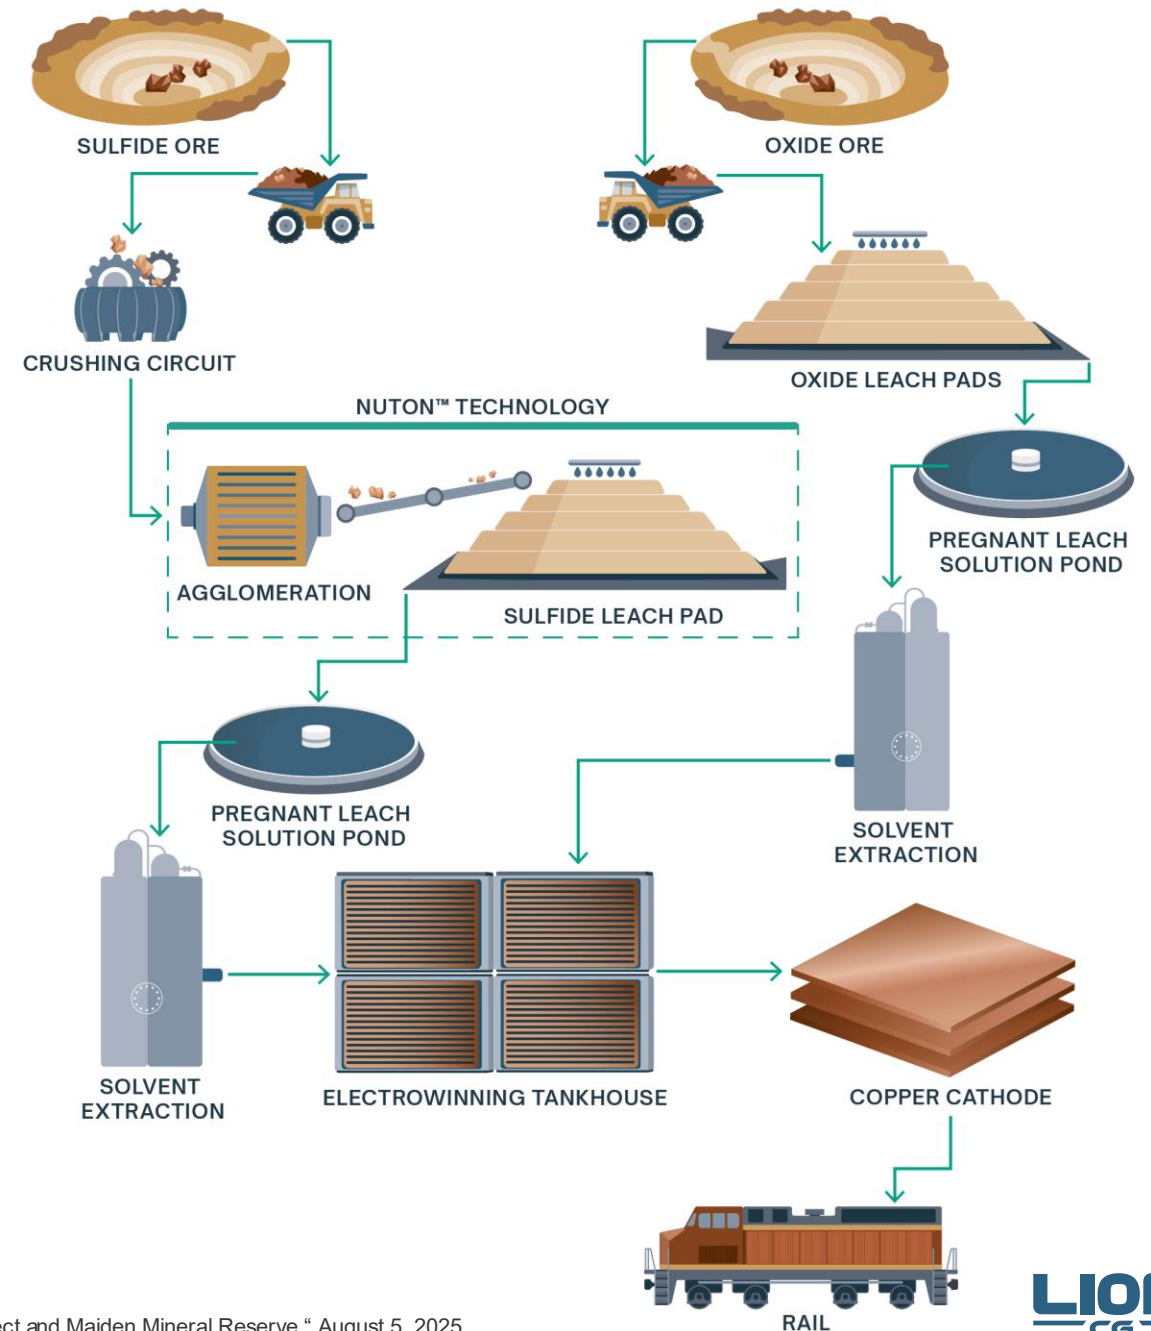 SULFIDE ORE
OXIDE ORE
CRUSHING CIRCUIT
OXIDE LEACH PADS
NUTON™ TECHNOLOGY
AGGLOMERATION
SULFIDE LEACH PAD
PREGNANT LEACH
SOLUTION POND
PREGNANT LEACH
SOLUTION POND
SOLVENT
EXTRACTION
SOLVENT
EXTRACTION
ELECTROWINNING TANKHOUSE
COPPER CATHODE
RAIL
and Maiden Mineral Reserve," August 5, 2025
CG